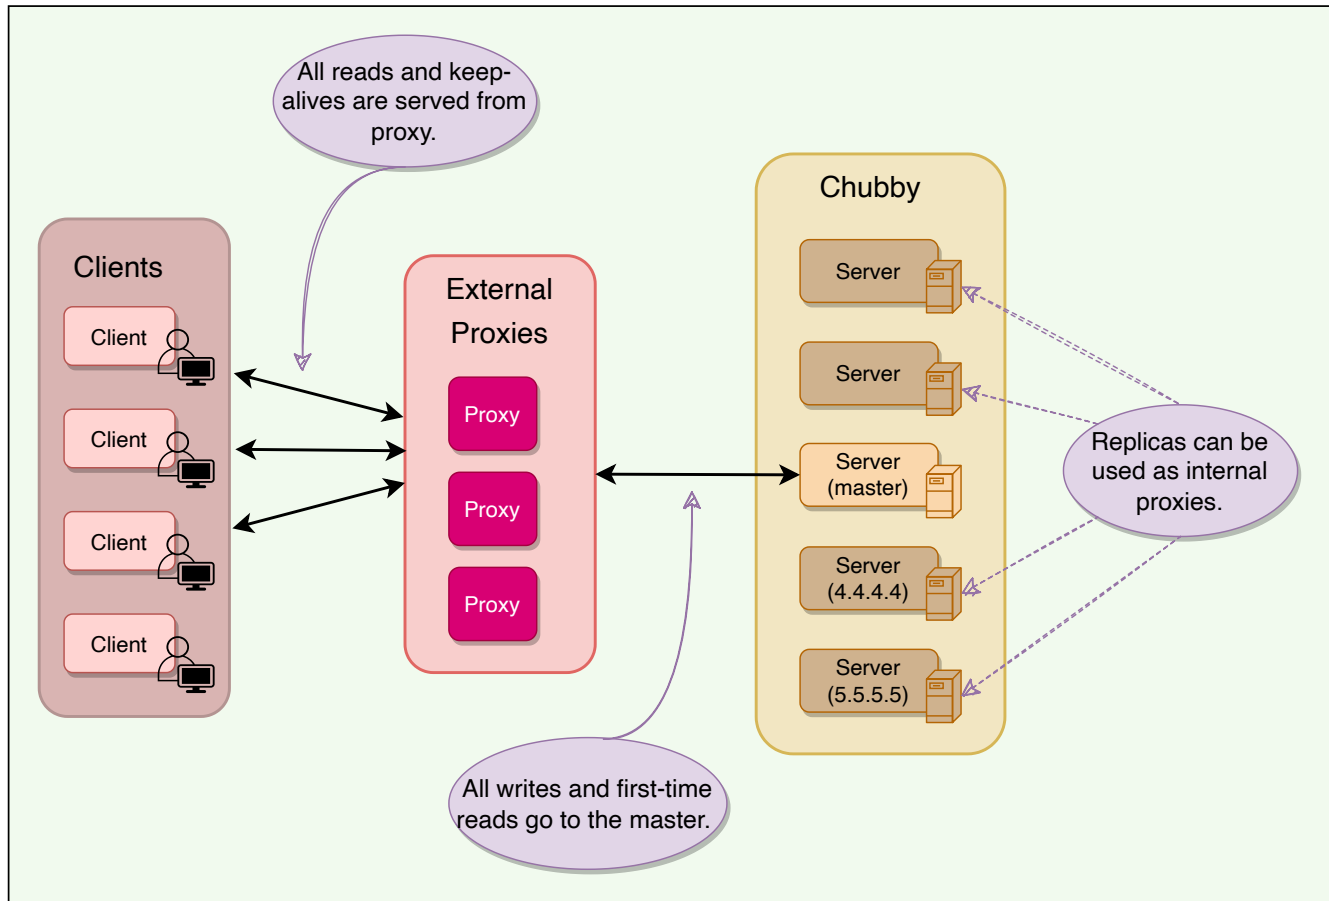 All reads and keep-
alives are served from
proxy.
Clients
Client
Client
Client
Client
External
Proxies
Proxy
Proxy
Proxy
Chubby
Server
Server
Server
(master)
Server
(4.4.4.4)
Server
(5.5.5.5)
Replicas can be
used as internal
proxies.
All writes and first-time
reads go to the master.